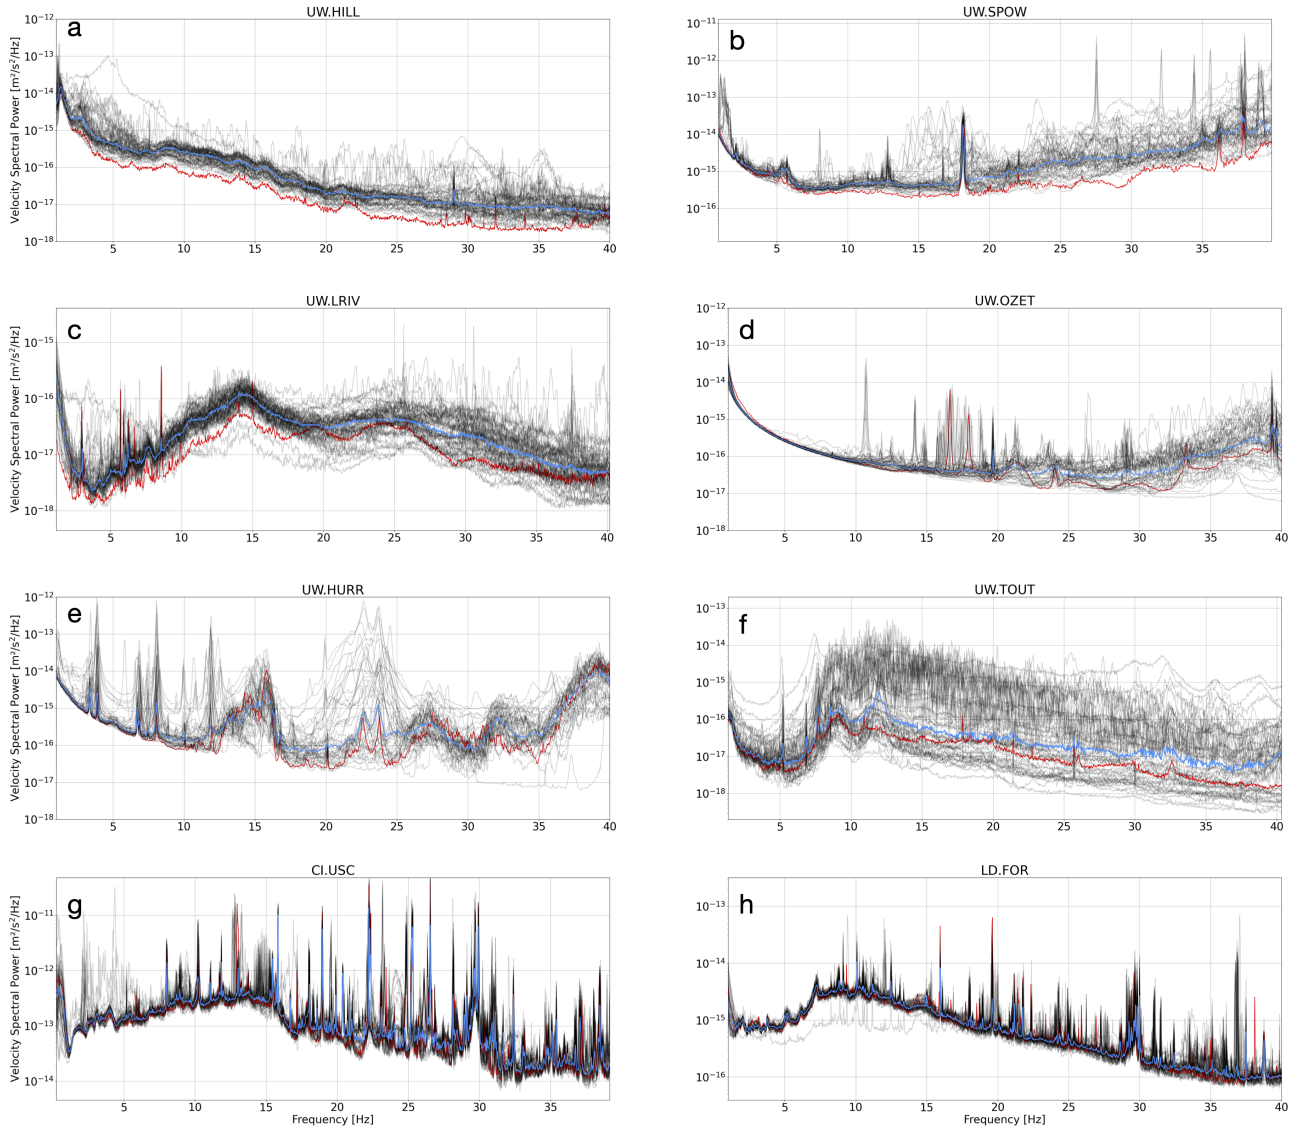 UW.HILL
a
Velocity Spectral Power [m²/s²/Hz]
10⁻¹²
10⁻¹³
10⁻¹⁴
10⁻¹⁵
10⁻¹⁶
10⁻¹⁷
10⁻¹⁸
5 10 15 20 25 30 35 40
UW.SPOW
b
10⁻¹¹
10⁻¹²
10⁻¹³
10⁻¹⁴
10⁻¹⁵
10⁻¹⁶
5 10 15 20 25 30 35
UW.LRIV
c
Velocity Spectral Power [m²/s²/Hz]
10⁻¹⁵
10⁻¹⁶
10⁻¹⁷
10⁻¹⁸
5 10 15 20 25 30 35 40
UW.OZET
d
10⁻¹²
10⁻¹³
10⁻¹⁴
10⁻¹⁵
10⁻¹⁶
10⁻¹⁷
10⁻¹⁸
5 10 15 20 25 30 35 40
UW.HURR
e
Velocity Spectral Power [m²/s²/Hz]
10⁻¹²
10⁻¹³
10⁻¹⁴
10⁻¹⁵
10⁻¹⁶
10⁻¹⁷
10⁻¹⁸
5 10 15 20 25 30 35 40
UW.TOUT
f
10⁻¹³
10⁻¹⁴
10⁻¹⁵
10⁻¹⁶
10⁻¹⁷
10⁻¹⁸
5 10 15 20 25 30 35 40
CI.USC
g
Velocity Spectral Power [m²/s²/Hz]
10⁻¹¹
10⁻¹²
10⁻¹³
10⁻¹⁴
5 10 15 20 25 30 35
Frequency [Hz]
LD.FOR
h
10⁻¹³
10⁻¹⁴
10⁻¹⁵
10⁻¹⁶
5 10 15 20 25 30 35 40
Frequency [Hz]